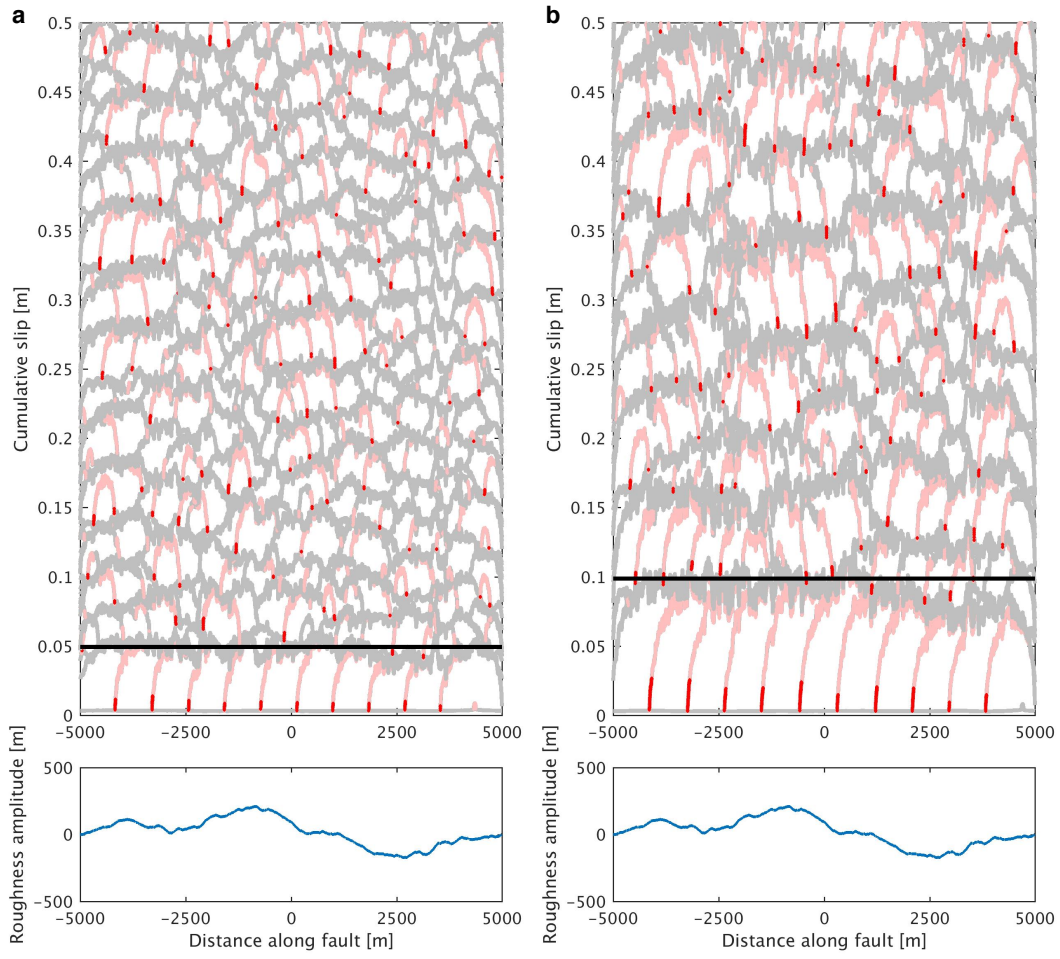 a
Cumulative slip [m]
0.5
0.45
0.4
0.35
0.3
0.25
0.2
0.15
0.1
0.05
0
−5000 −2500 0 2500 5000
Roughness amplitude [m]
500
0
−500
−5000 −2500 0 2500 5000
Distance along fault [m]
b
Cumulative slip [m]
0.5
0.45
0.4
0.35
0.3
0.25
0.2
0.15
0.1
0.05
0
−5000 −2500 0 2500 5000
Roughness amplitude [m]
500
0
−500
−5000 −2500 0 2500 5000
Distance along fault [m]